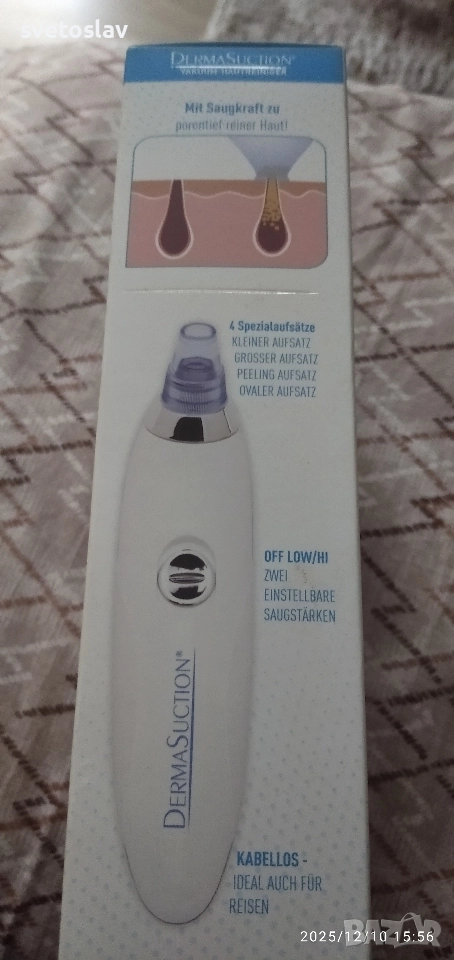 svetoslav
DERMASUCTION®
VAKUUM HAUTREINIGER
Mit Saugkraft zu
porentief reiner Haut!
4 Spezialaufsätze
KLEINER AUFSATZ
GROSSER AUFSATZ
PEELING AUFSATZ
OVALER AUFSATZ
OFF LOW/HI
ZWEI
EINSTELLBARE
SAUGSTÄRKEN
DERMASUCTION®
KABELLOS -
IDEAL AUCH FÜR
REISEN
2025/12/10 15:56
BAZAR